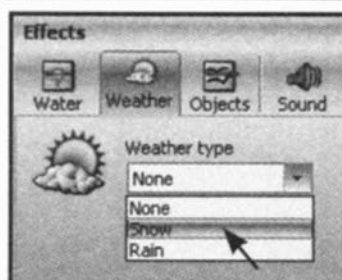 Effects
Water Weather Objects Sound
Weather type
None
None
Snow
Rain